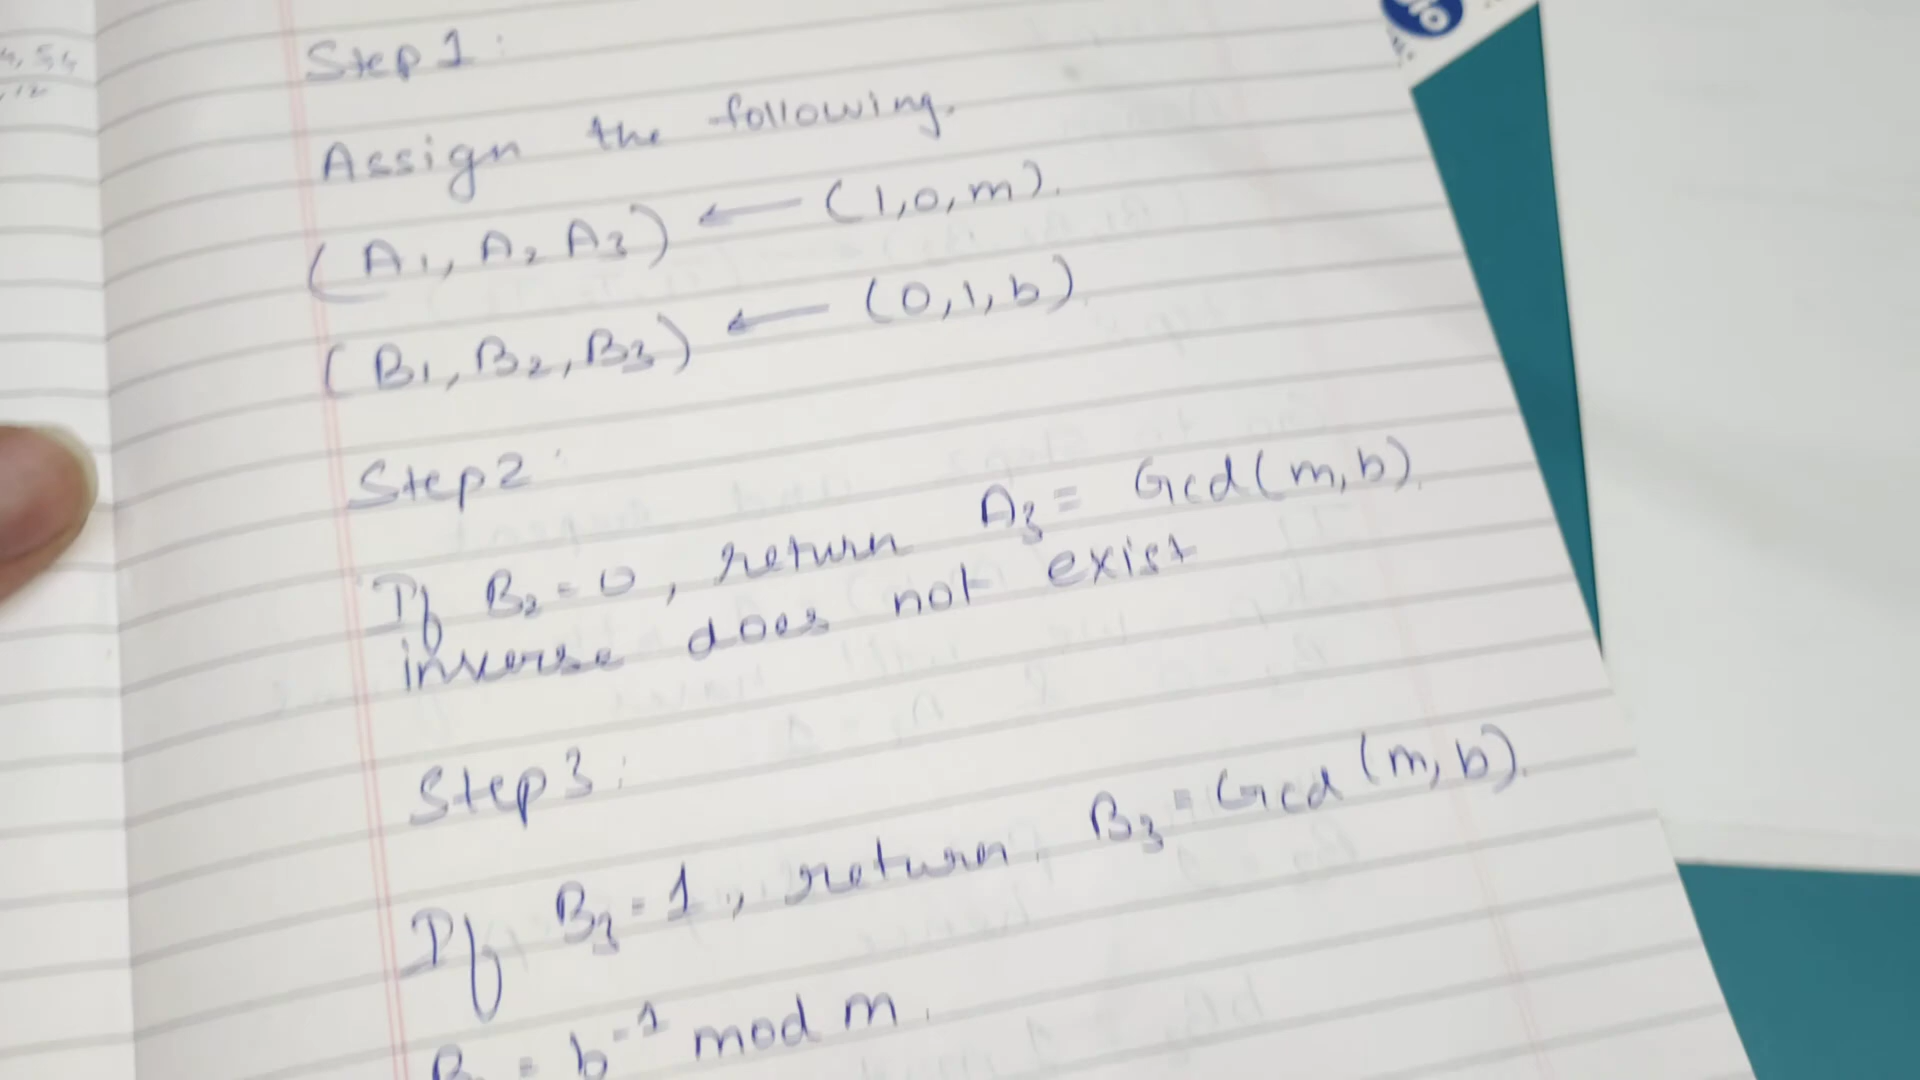 Step 1:
Assign the following.
(A1, A2 A3) ← (1,0,m).
(B1, B2, B3) ← (0,1,b)
Step 2:
If B2 = 0, return A3 = Gcd(m,b).
inverse does not exist
Step 3:
If B3 = 1, return B3 = Gcd (m, b).
= b⁻¹ mod m.